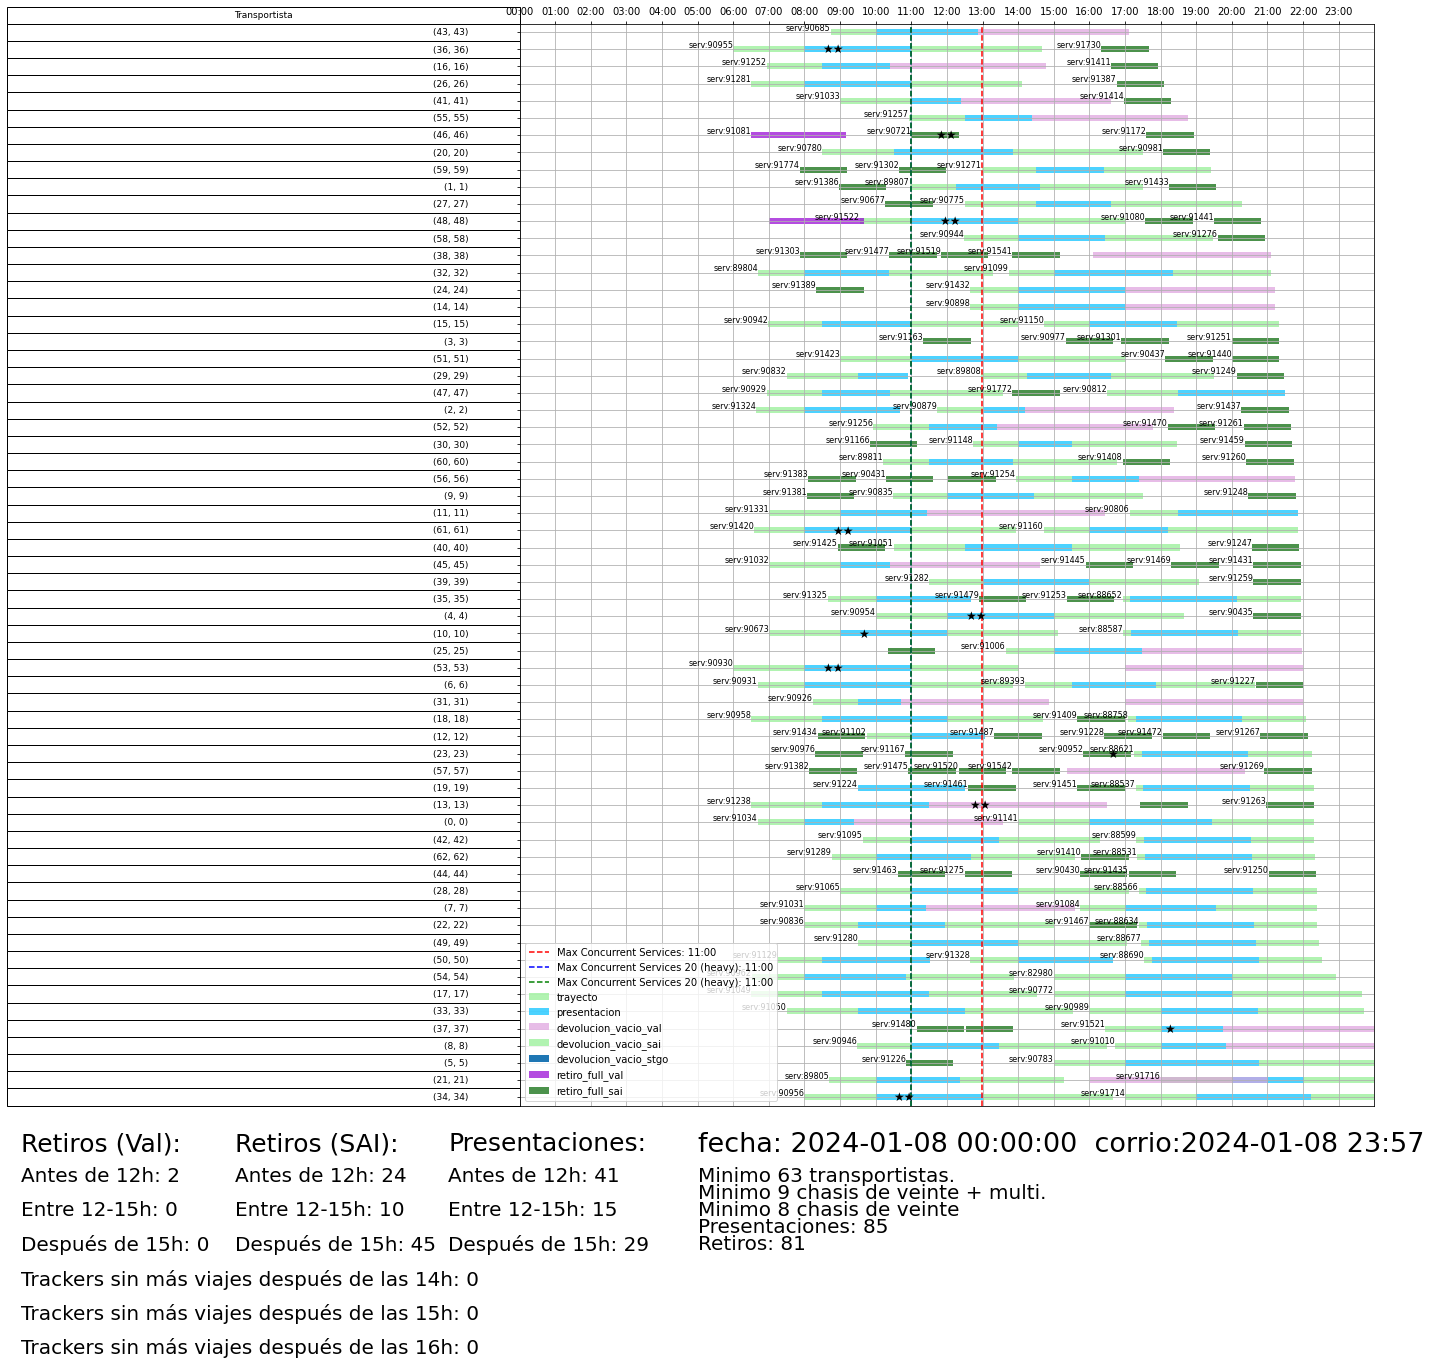 Transportista
00:00 01:00 02:00 03:00 04:00 05:00 06:00 07:00 08:00 09:00 10:00 11:00 12:00 13:00 14:00 15:00 16:00 17:00 18:00 19:00 20:00 21:00 22:00 23:00
(43, 43) serv:90685
(36, 36) serv:90955 serv:91730
(16, 16) serv:91252 serv:91411
(26, 26) serv:91281 serv:91387
(41, 41) serv:91033 serv:91414
(55, 55) serv:91257
(46, 46) serv:91081 serv:90721 serv:91172
(20, 20) serv:90780 serv:90981
(59, 59) serv:91774 serv:91302 serv:91271
(1, 1) serv:91386 serv:89807 serv:91433
(27, 27) serv:90677 serv:90775
(48, 48) serv:91522 serv:91080 serv:91441
(58, 58) serv:90944 serv:91276
(38, 38) serv:91303 serv:91477 serv:91519 serv:91541
(32, 32) serv:89804 serv:91099
(24, 24) serv:91389 serv:91432
(14, 14) serv:90898
(15, 15) serv:90942 serv:91150
(3, 3) serv:91163 serv:90977 serv:91301 serv:91251
(51, 51) serv:91423 serv:90437 serv:91440
(29, 29) serv:90832 serv:89808 serv:91249
(47, 47) serv:90929 serv:91772 serv:90812
(2, 2) serv:91324 serv:90879 serv:91437
(52, 52) serv:91256 serv:91470 serv:91261
(30, 30) serv:91166 serv:91148 serv:91459
(60, 60) serv:89811 serv:91408 serv:91260
(56, 56) serv:91383 serv:90431 serv:91254
(9, 9) serv:91381 serv:90835 serv:91248
(11, 11) serv:91331 serv:90806
(61, 61) serv:91420 serv:91160
(40, 40) serv:91425 serv:91051 serv:91247
(45, 45) serv:91032 serv:91445 serv:91469 serv:91431
(39, 39) serv:91282 serv:91259
(35, 35) serv:91325 serv:91479 serv:91253 serv:88652
(4, 4) serv:90954 serv:90435
(10, 10) serv:90673 serv:88587
(25, 25) serv:91006
(53, 53) serv:90930
(6, 6) serv:90931 serv:89393 serv:91227
(31, 31) serv:90926
(18, 18) serv:90958 serv:91409 serv:88758
(12, 12) serv:91434 serv:91102 serv:91487 serv:91228 serv:91472 serv:91267
(23, 23) serv:90976 serv:91167 serv:90952 serv:88621
(57, 57) serv:91382 serv:91475 serv:91520 serv:91542 serv:91269
(19, 19) serv:91224 serv:91461 serv:91451 serv:88537
(13, 13) serv:91238 serv:91263
(0, 0) serv:91034 serv:91141
(42, 42) serv:91095 serv:88599
(62, 62) serv:91289 serv:91410 serv:88531
(44, 44) serv:91463 serv:91275 serv:90430 serv:91435 serv:91250
(28, 28) serv:91065 serv:88566
(7, 7) serv:91031 serv:91084
(22, 22) serv:90836 serv:91467 serv:88634
(49, 49) serv:91280 serv:88677
(50, 50) serv:91129 serv:91328 serv:88690
(54, 54) serv:82980
(17, 17) serv:90772
(33, 33) serv:90989
(37, 37) serv:91480 serv:91521
(8, 8) serv:90946 serv:91010
(5, 5) serv:91226 serv:90783
(21, 21) serv:89805 serv:91716
(34, 34) serv:90956 serv:91714
Max Concurrent Services: 11:00
Max Concurrent Services 20 (heavy): 11:00
Max Concurrent Services 20 (heavy): 11:00
trayecto
presentacion
devolucion_vacio_val
devolucion_vacio_sai
devolucion_vacio_stgo
retiro_full_val
retiro_full_sai
Retiros (Val):
Antes de 12h: 2
Entre 12-15h: 0
Después de 15h: 0
Retiros (SAI):
Antes de 12h: 24
Entre 12-15h: 10
Después de 15h: 45
Presentaciones:
Antes de 12h: 41
Entre 12-15h: 15
Después de 15h: 29
Trackers sin más viajes después de las 14h: 0
Trackers sin más viajes después de las 15h: 0
Trackers sin más viajes después de las 16h: 0
fecha: 2024-01-08 00:00:00 corrio:2024-01-08 23:57
Minimo 63 transportistas.
Minimo 9 chasis de veinte + multi.
Minimo 8 chasis de veinte
Presentaciones: 85
Retiros: 81